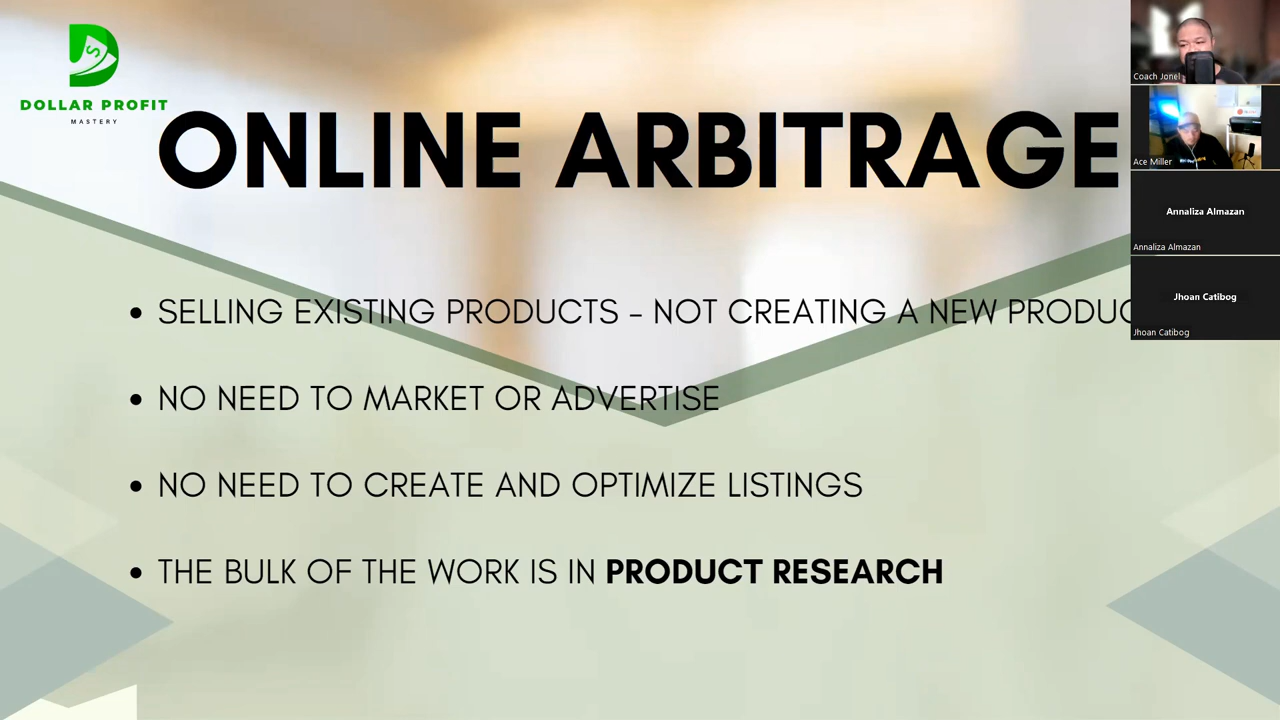 DOLLAR PROFIT
MASTERY
ONLINE ARBITRAGE
• SELLING EXISTING PRODUCTS – NOT CREATING A NEW PRODUC
• NO NEED TO MARKET OR ADVERTISE
• NO NEED TO CREATE AND OPTIMIZE LISTINGS
• THE BULK OF THE WORK IS IN PRODUCT RESEARCH
Coach Jonel
Ace Miller
Annaliza Almazan
Annaliza Almazan
Jhoan Catibog
Jhoan Catibog